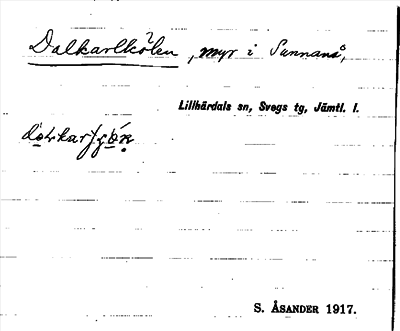 Dalkarlkölen, myr i Sunnanå,
Lillhärdals sn, Svegs tg, Jämtl. l.
S. ÅSANDER 1917.